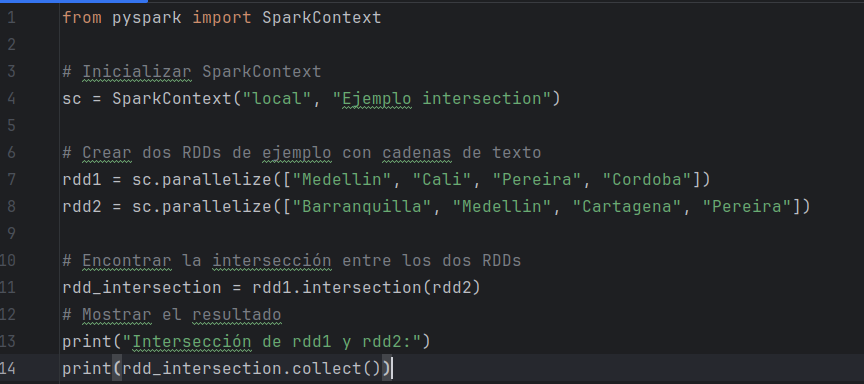 1 from pyspark import SparkContext
2
3 # Inicializar SparkContext
4 sc = SparkContext("local", "Ejemplo intersection")
5
6 # Crear dos RDDs de ejemplo con cadenas de texto
7 rdd1 = sc.parallelize(["Medellin", "Cali", "Pereira", "Cordoba"])
8 rdd2 = sc.parallelize(["Barranquilla", "Medellin", "Cartagena", "Pereira"])
9
10 # Encontrar la intersección entre los dos RDDs
11 rdd_intersection = rdd1.intersection(rdd2)
12 # Mostrar el resultado
13 print("Intersección de rdd1 y rdd2:")
14 print(rdd_intersection.collect())